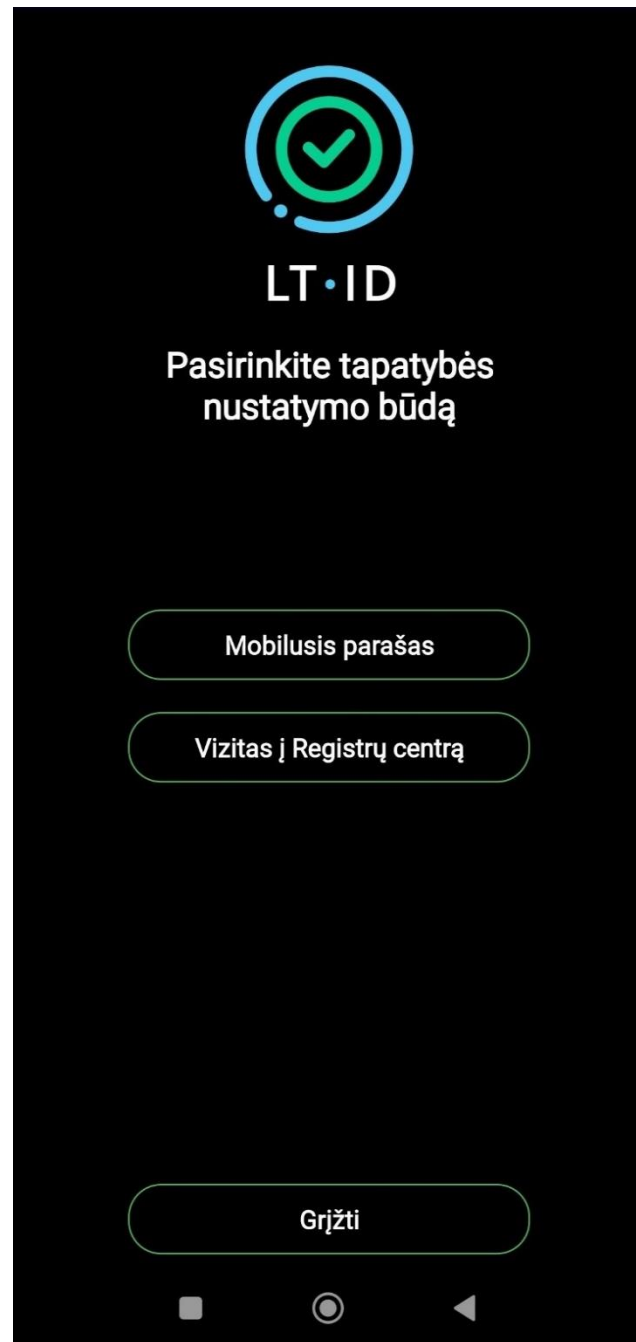 LT·ID
Pasirinkite tapatybės
nustatymo būdą
Mobilusis parašas
Vizitas į Registrų centrą
Grįžti